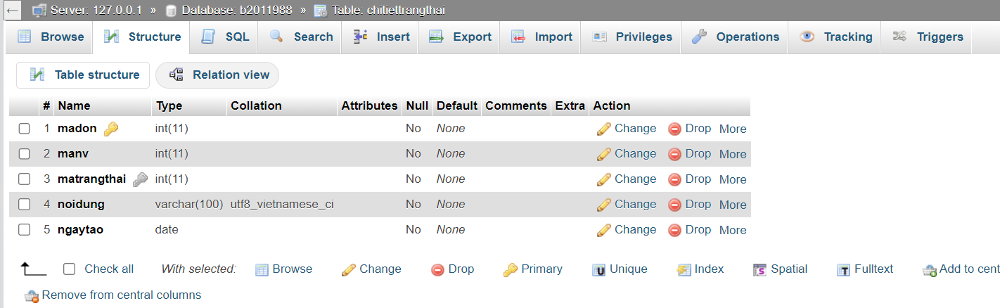 Server: 127.0.0.1 » Database: b2011988 » Table: chitiettrangthai
Browse Structure SQL Search Insert Export Import Privileges Operations Tracking Triggers
Table structure Relation view
# Name Type Collation Attributes Null Default Comments Extra Action
1 madon int(11) No None Change Drop More
2 manv int(11) No None Change Drop More
3 matrangthai int(11) No None Change Drop More
4 noidung varchar(100) utf8_vietnamese_ci No None Change Drop More
5 ngaytao date No None Change Drop More
Check all With selected: Browse Change Drop Primary U Unique Index S Spatial T Fulltext Add to cent
Remove from central columns